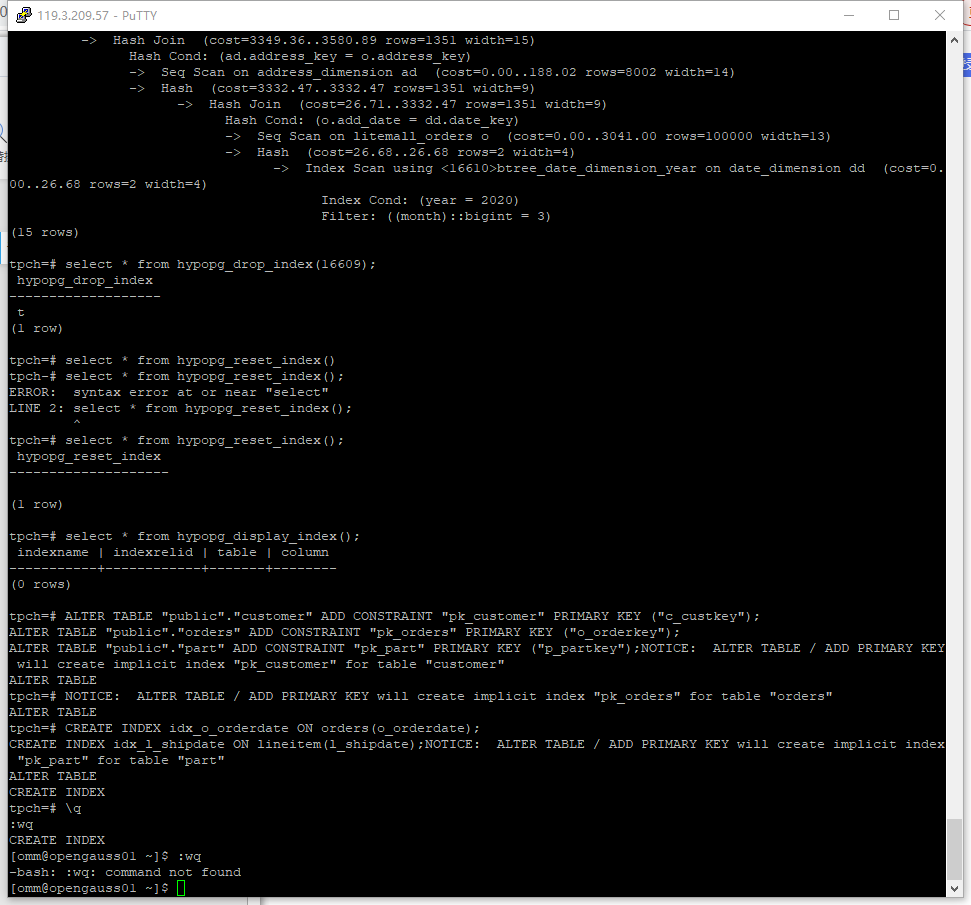 119.3.209.57 - PuTTY
->  Hash Join  (cost=3349.36..3580.89 rows=1351 width=15)
Hash Cond: (ad.address_key = o.address_key)
->  Seq Scan on address_dimension ad  (cost=0.00..188.02 rows=8002 width=14)
->  Hash  (cost=3332.47..3332.47 rows=1351 width=9)
->  Hash Join  (cost=26.71..3332.47 rows=1351 width=9)
Hash Cond: (o.add_date = dd.date_key)
->  Seq Scan on litemall_orders o  (cost=0.00..3041.00 rows=100000 width=13)
->  Hash  (cost=26.68..26.68 rows=2 width=4)
->  Index Scan using <16610>btree_date_dimension_year on date_dimension dd  (cost=0.
00..26.68 rows=2 width=4)
Index Cond: (year = 2020)
Filter: ((month)::bigint = 3)
(15 rows)
tpch=# select * from hypopg_drop_index(16609);
hypopg_drop_index
-------------------
t
(1 row)
tpch=# select * from hypopg_reset_index()
tpch-# select * from hypopg_reset_index();
ERROR:  syntax error at or near "select"
LINE 2: select * from hypopg_reset_index();
^
tpch=# select * from hypopg_reset_index();
hypopg_reset_index
--------------------
(1 row)
tpch=# select * from hypopg_display_index();
indexname | indexrelid | table | column
-----------+------------+-------+--------
(0 rows)
tpch=# ALTER TABLE "public"."customer" ADD CONSTRAINT "pk_customer" PRIMARY KEY ("c_custkey");
ALTER TABLE "public"."orders" ADD CONSTRAINT "pk_orders" PRIMARY KEY ("o_orderkey");
ALTER TABLE "public"."part" ADD CONSTRAINT "pk_part" PRIMARY KEY ("p_partkey");NOTICE:  ALTER TABLE / ADD PRIMARY KEY
will create implicit index "pk_customer" for table "customer"
ALTER TABLE
tpch=# NOTICE:  ALTER TABLE / ADD PRIMARY KEY will create implicit index "pk_orders" for table "orders"
ALTER TABLE
tpch=# CREATE INDEX idx_o_orderdate ON orders(o_orderdate);
CREATE INDEX idx_l_shipdate ON lineitem(l_shipdate);NOTICE:  ALTER TABLE / ADD PRIMARY KEY will create implicit index
"pk_part" for table "part"
ALTER TABLE
CREATE INDEX
tpch=# \q
:wq
CREATE INDEX
[omm@opengauss01 ~]$ :wq
-bash: :wq: command not found
[omm@opengauss01 ~]$